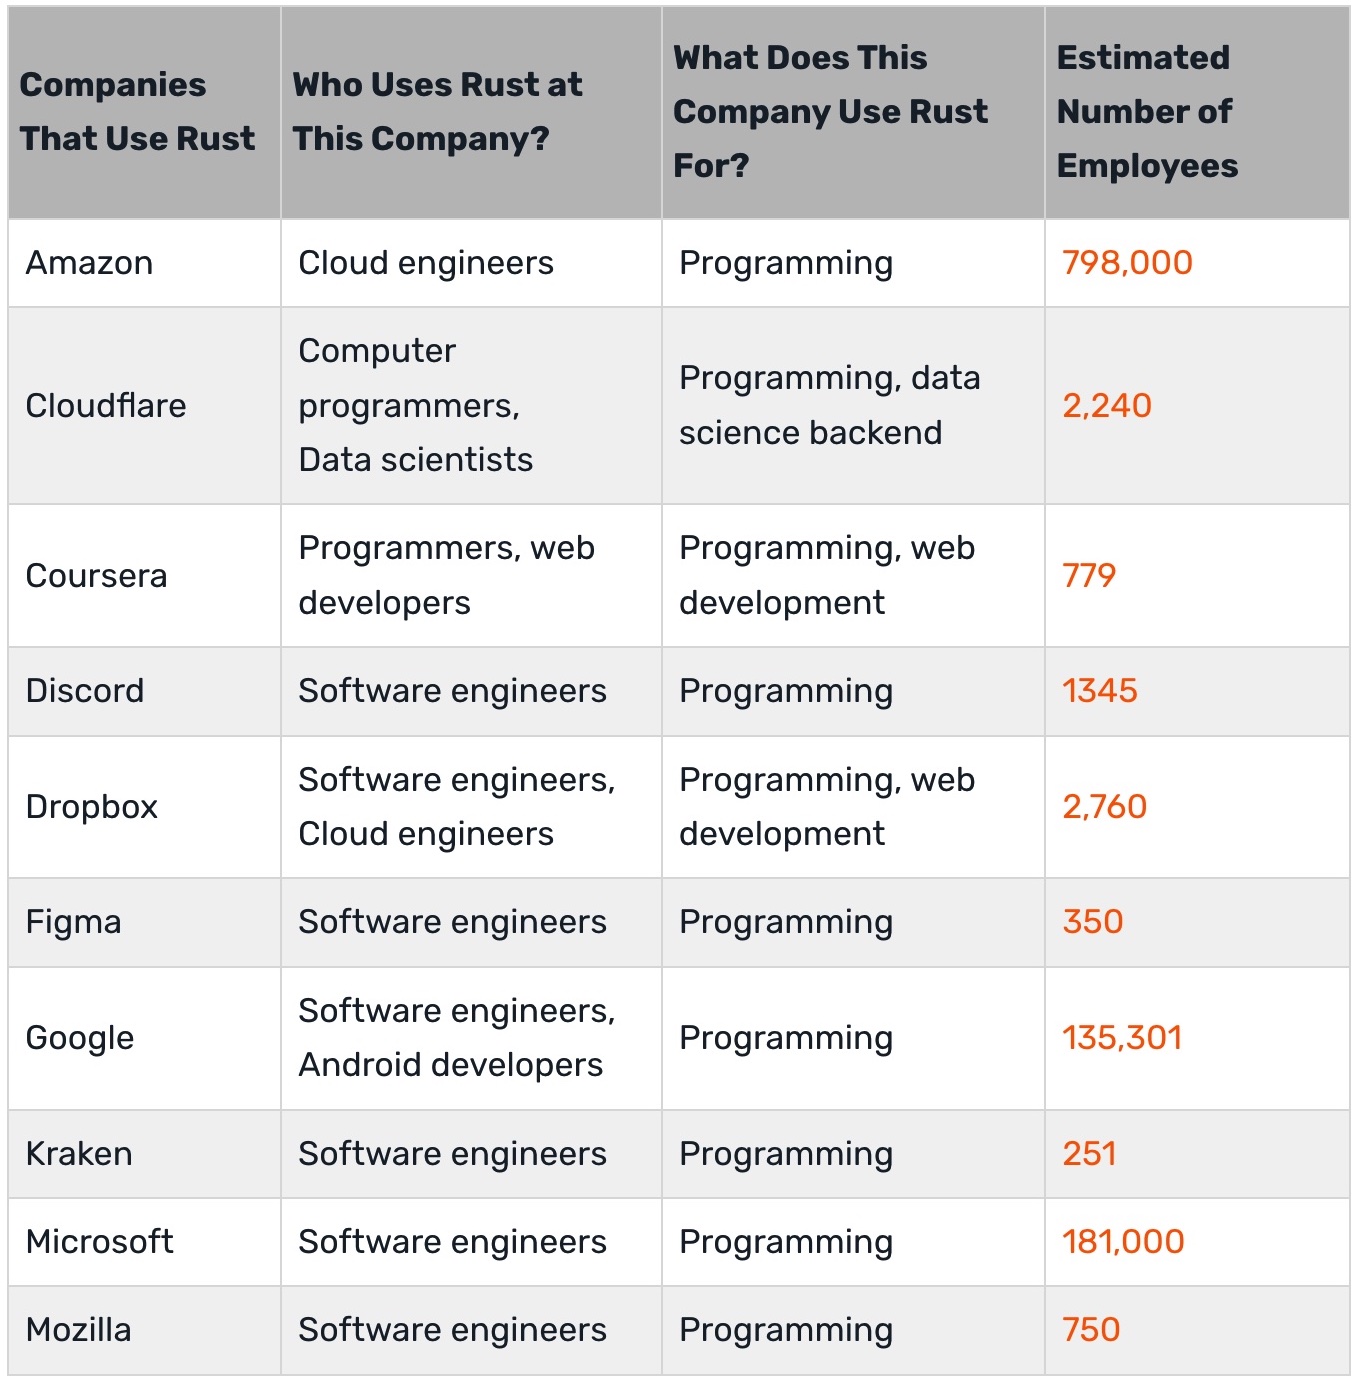 Companies
That Use Rust
Who Uses Rust at
This Company?
What Does This
Company Use Rust
For?
Estimated
Number of
Employees
Amazon
Cloud engineers
Programming
798,000
Cloudflare
Computer
programmers,
Data scientists
Programming, data
science backend
2,240
Coursera
Programmers, web
developers
Programming, web
development
779
Discord
Software engineers
Programming
1345
Dropbox
Software engineers,
Cloud engineers
Programming, web
development
2,760
Figma
Software engineers
Programming
350
Google
Software engineers,
Android developers
Programming
135,301
Kraken
Software engineers
Programming
251
Microsoft
Software engineers
Programming
181,000
Mozilla
Software engineers
Programming
750